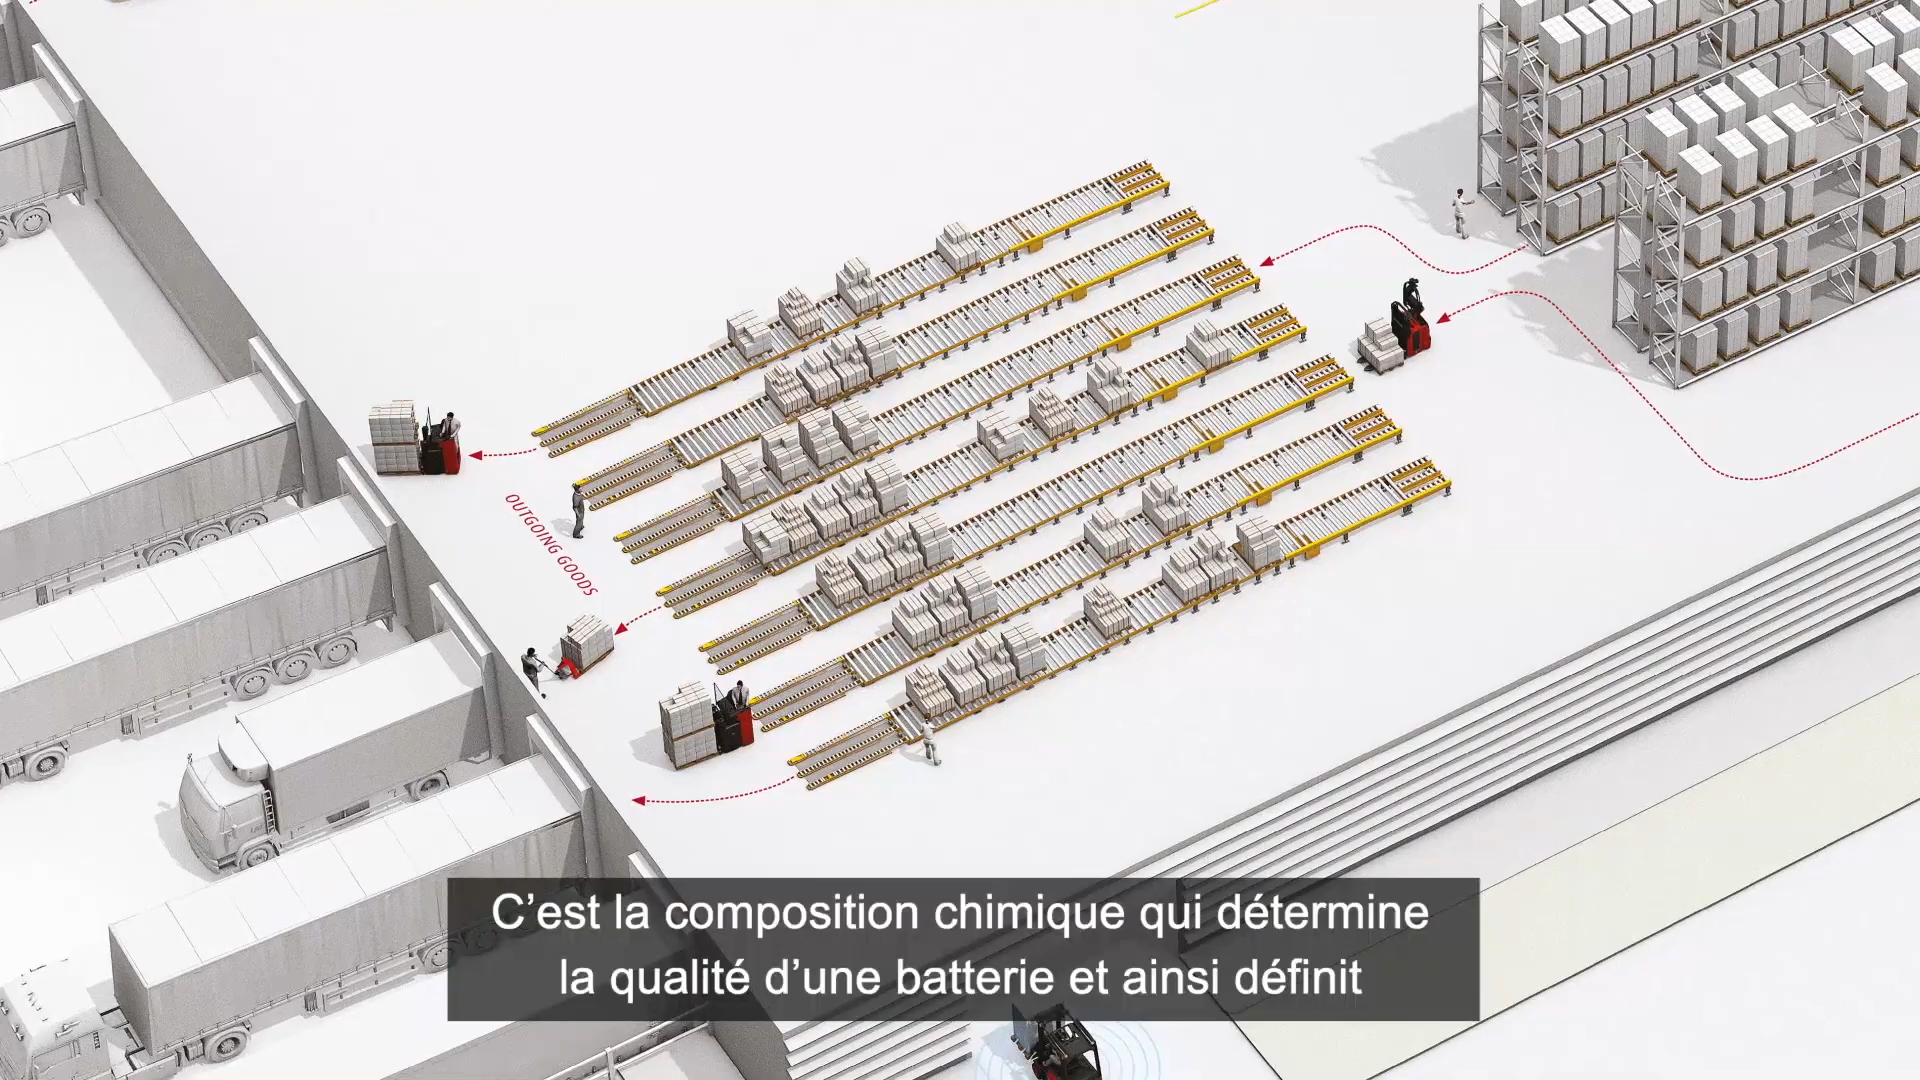 OUTGOING GOODS
C’est la composition chimique qui détermine
la qualité d’une batterie et ainsi définit